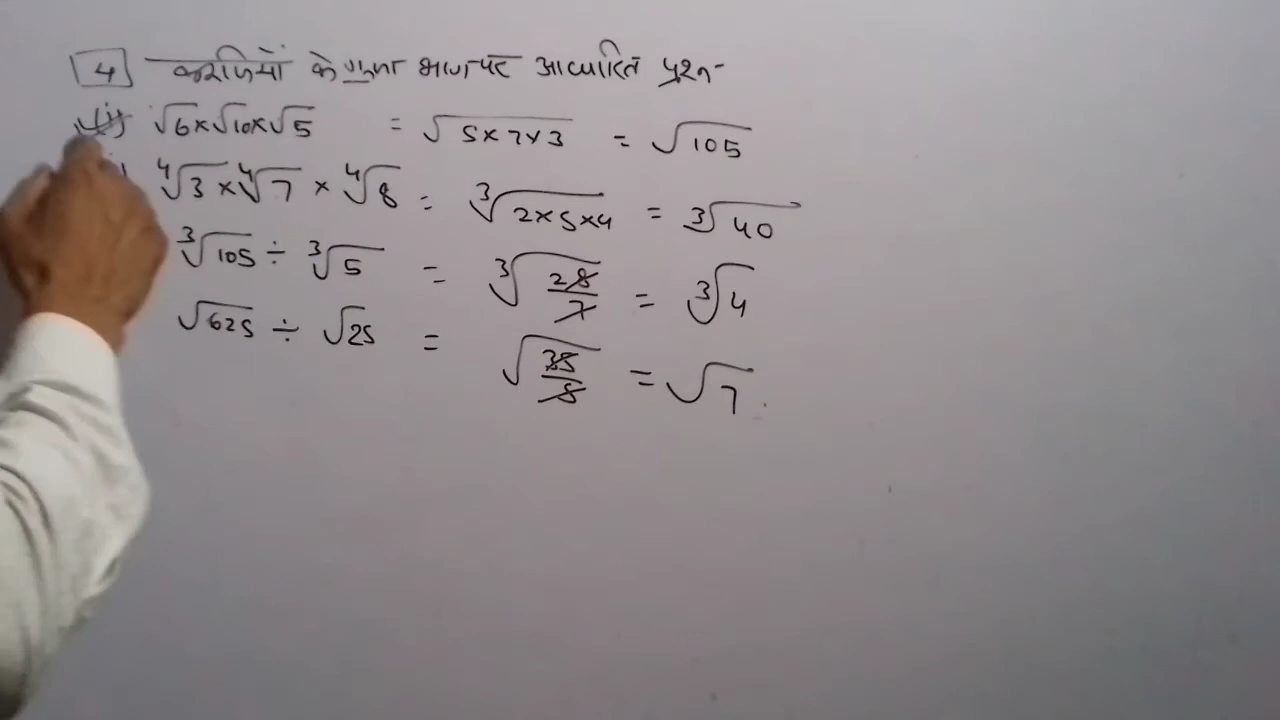 4 करणियों के गुणा भाग पर आधारित प्रश्न
(i) √6×√10×√5 = √5×7×3 = √105
∜3×∜7×∜8 = ∛2×5×4 = ∛40
∛105 ÷ ∛5 = ∛28/7 = ∛4
√625 ÷ √25 = √35/5 = √7